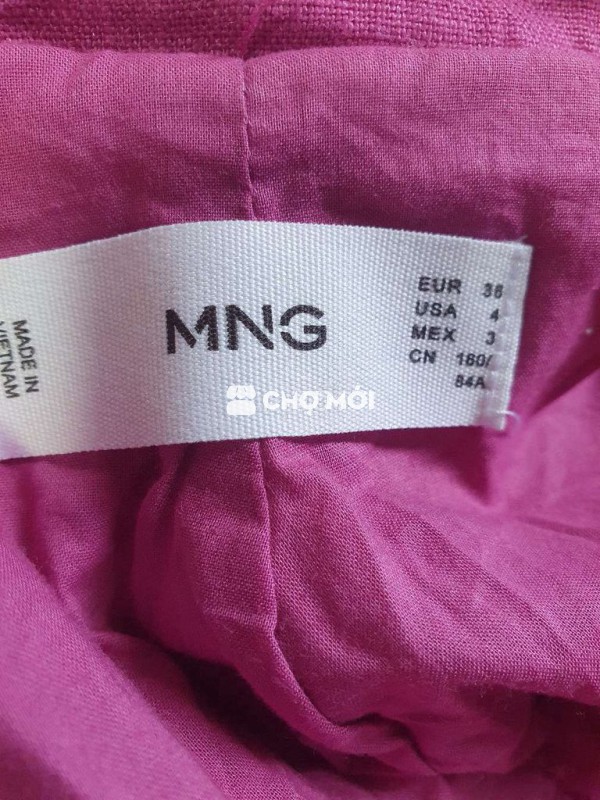 MADE IN
VIETNAM
MNG
EUR 36
USA 4
MEX 3
CN 160/
84A
CHỢ MỚI